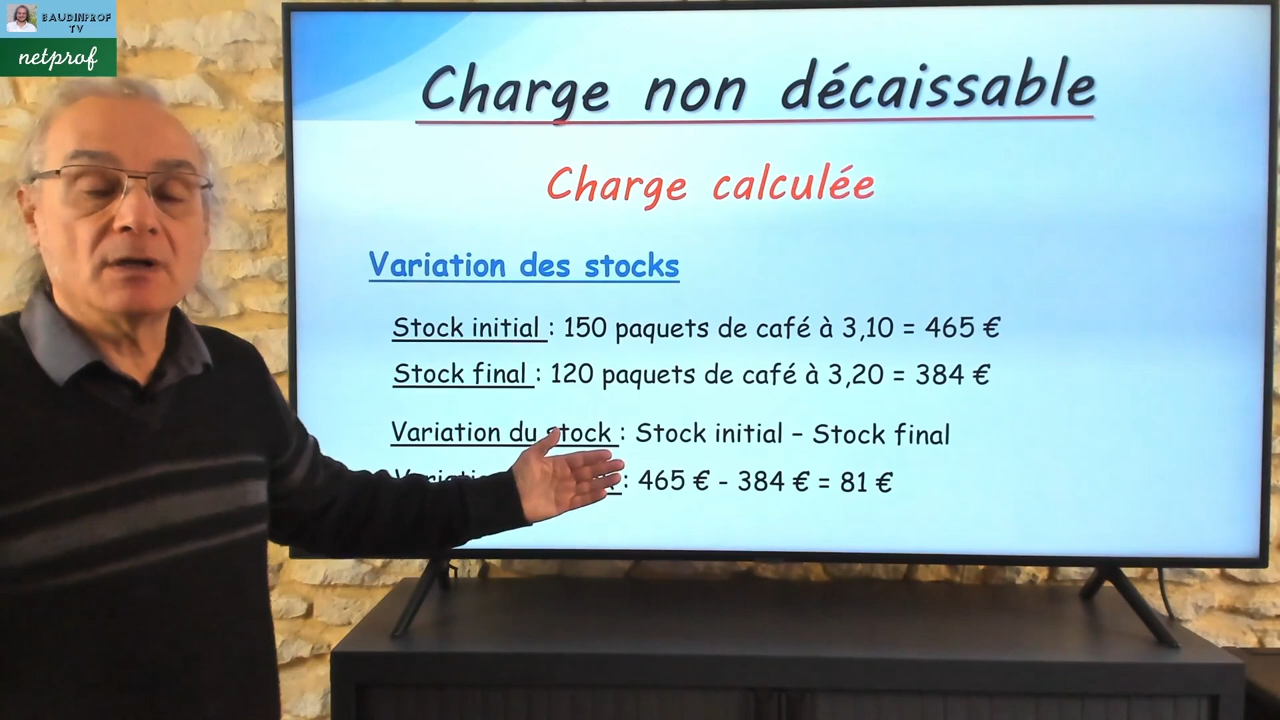 BAUDINPROF
TV
netprof
Charge non décaissable
Charge calculée
Variation des stocks
Stock initial : 150 paquets de café à 3,10 = 465 €
Stock final : 120 paquets de café à 3,20 = 384 €
Variation du stock : Stock initial – Stock final
: 465 € - 384 € = 81 €